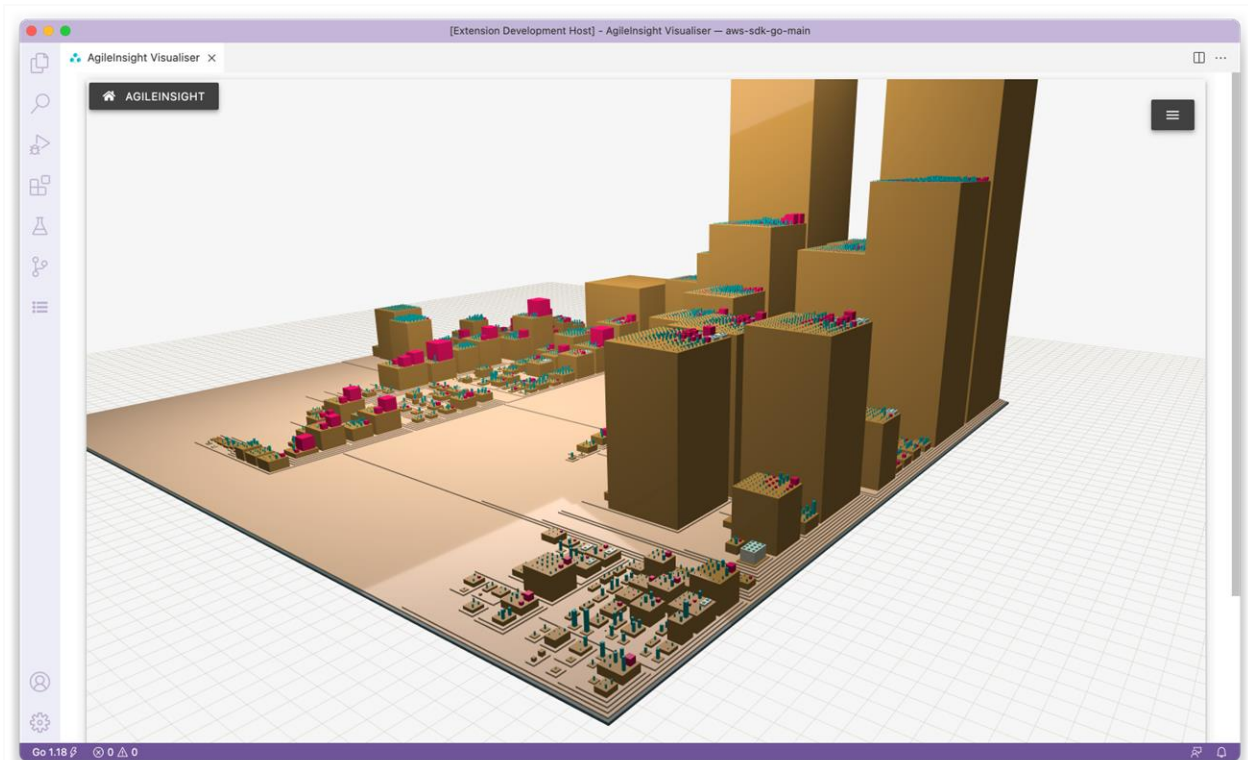 [Extension Development Host] - AgileInsight Visualiser — aws-sdk-go-main
AgileInsight Visualiser
AGILEINSIGHT
Go 1.18
0 0